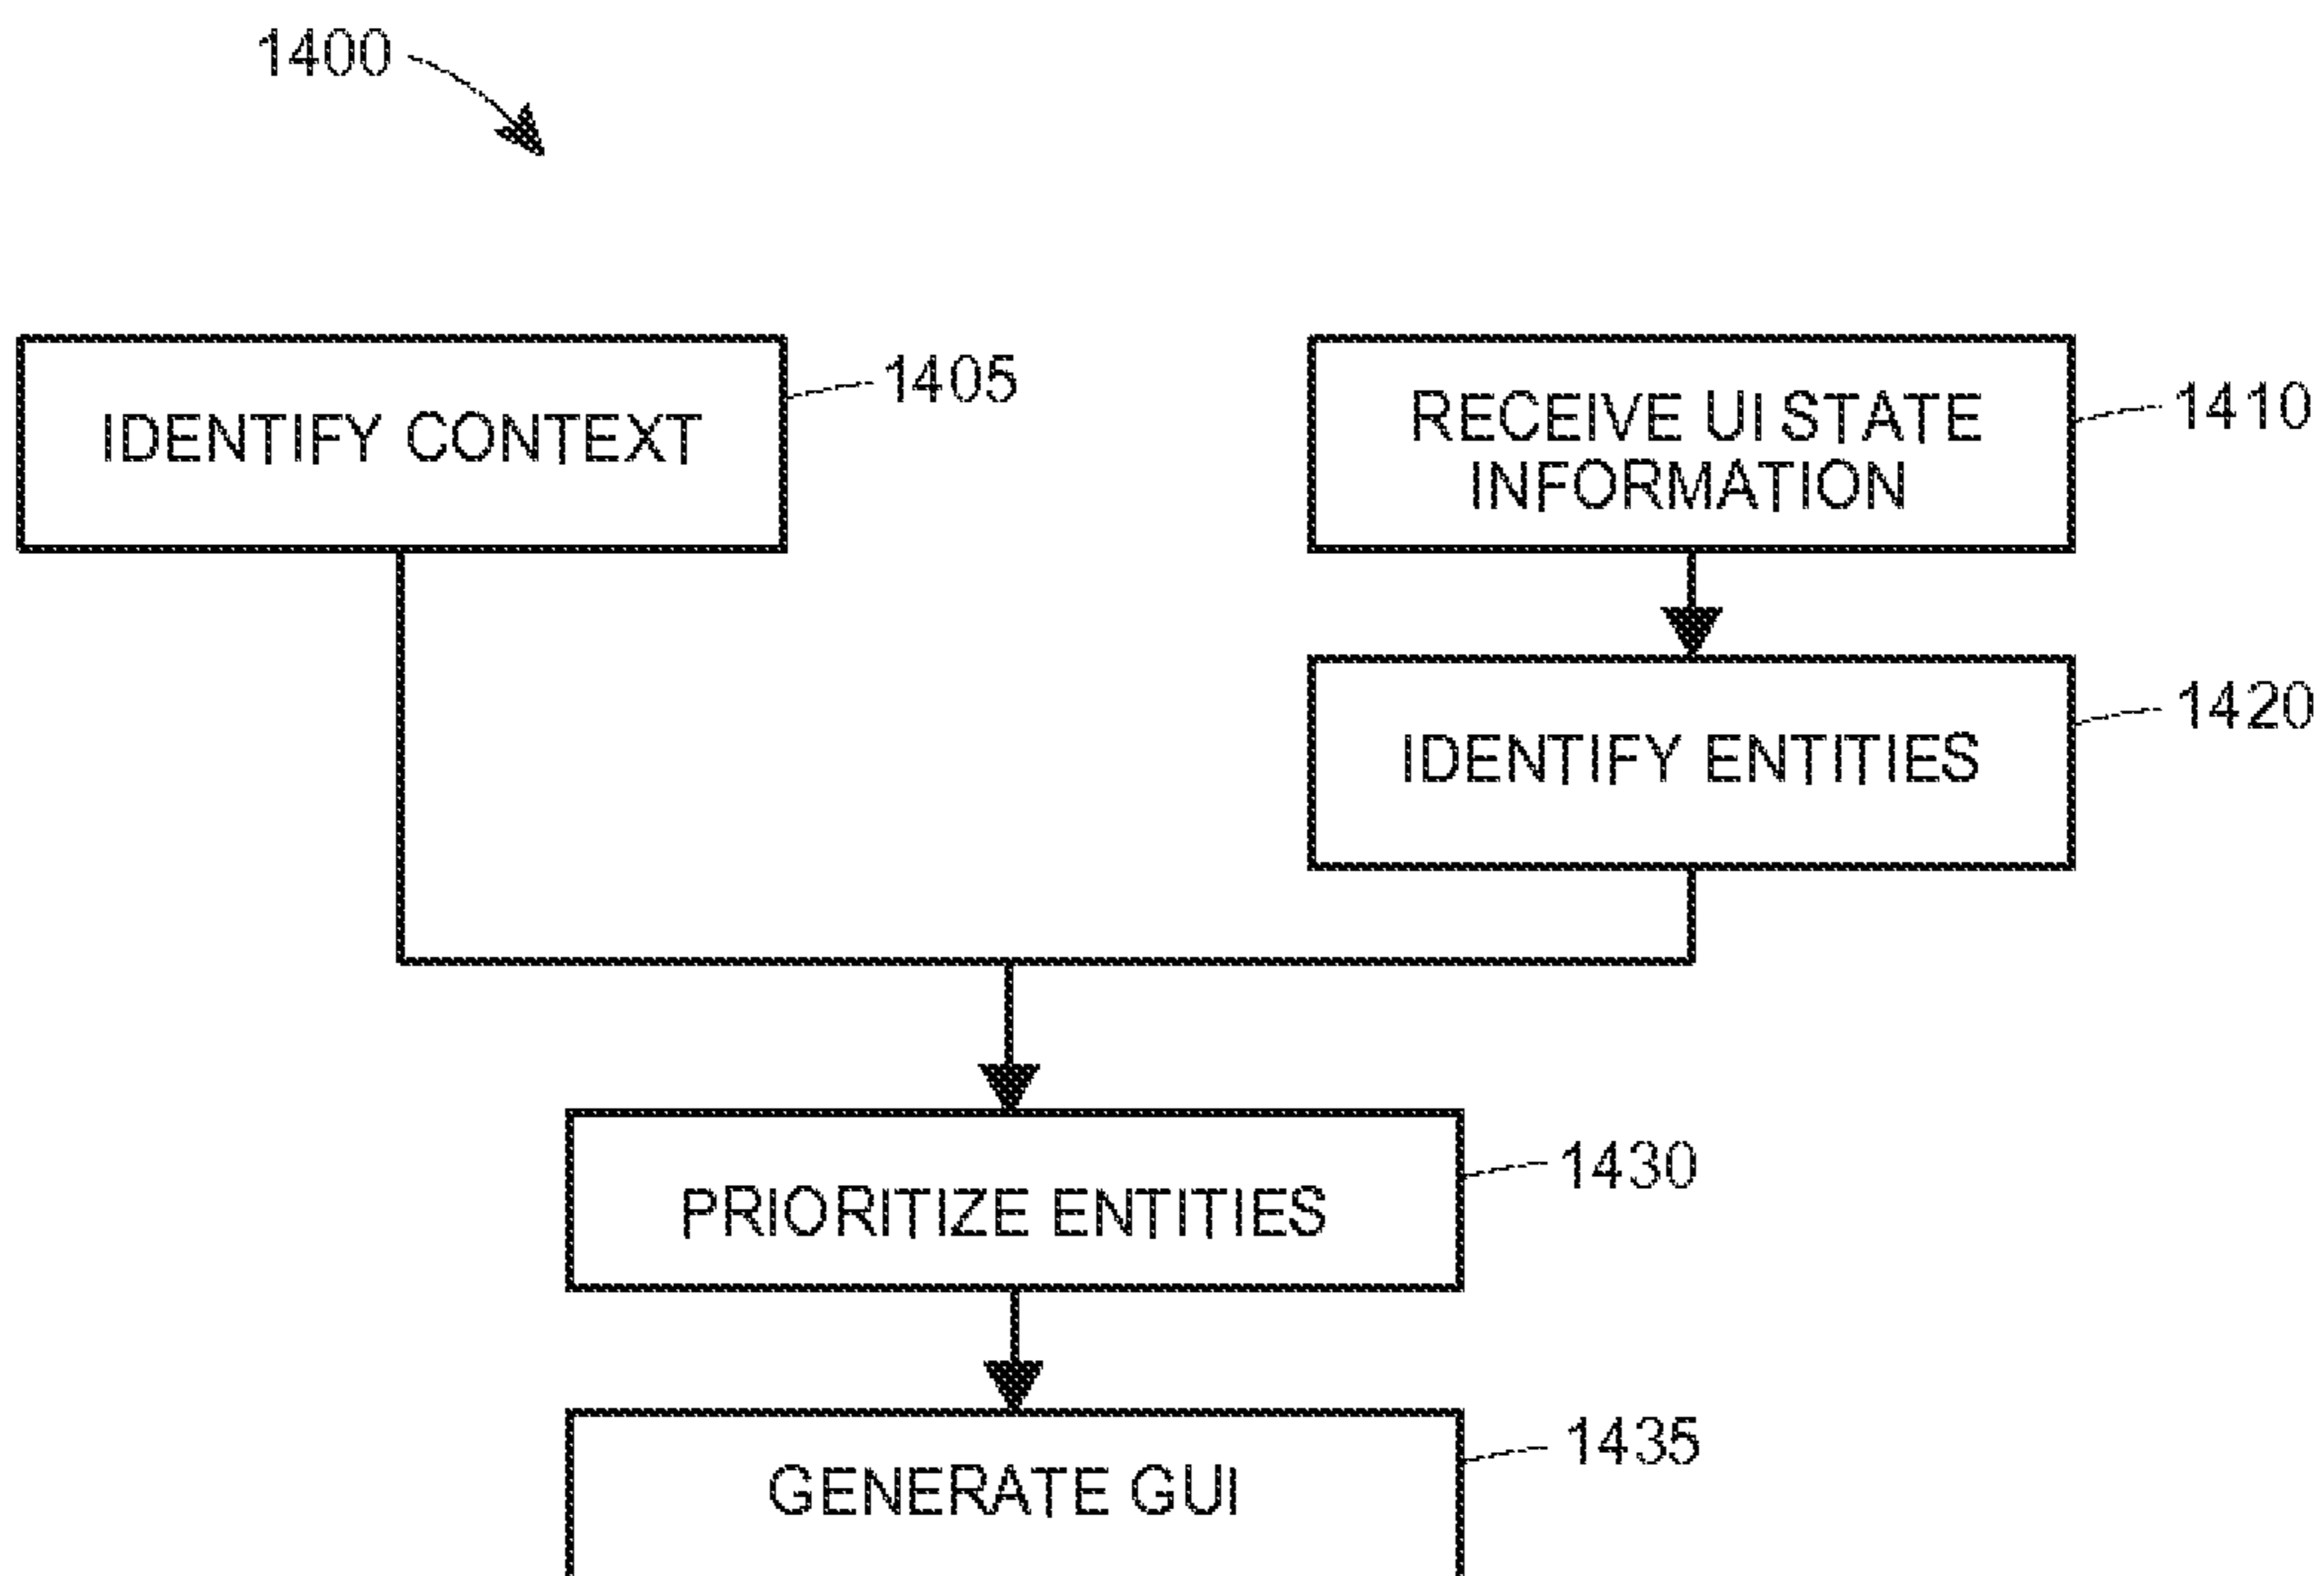 1400
IDENTIFY CONTEXT
1405
RECEIVE UI STATE
INFORMATION
1410
IDENTIFY ENTITIES
1420
PRIORITIZE ENTITIES
1430
GENERATE GUI
1435